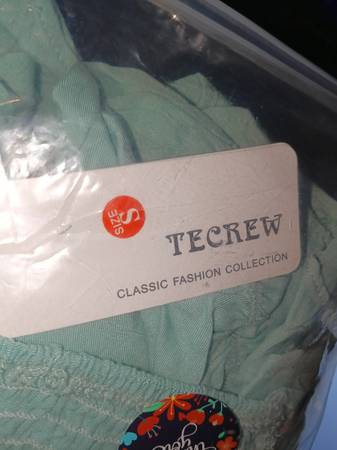 S
SIZE
TECREW
CLASSIC FASHION COLLECTION